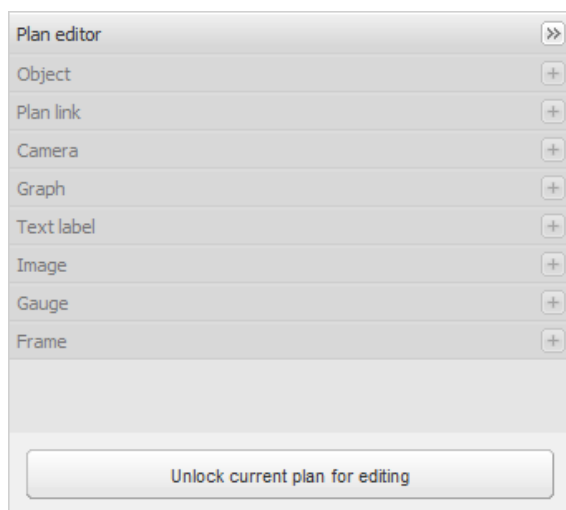 Plan editor
Object
Plan link
Camera
Graph
Text label
Image
Gauge
Frame
Unlock current plan for editing